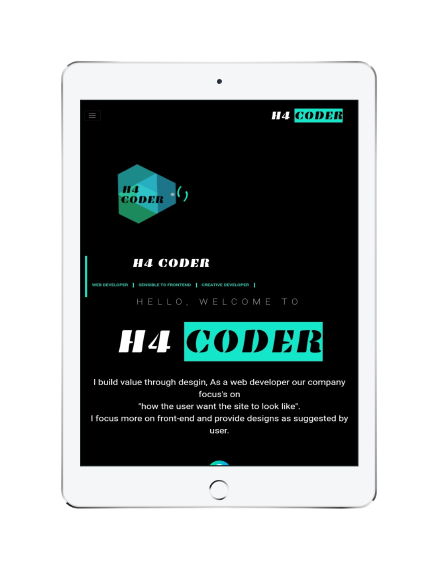 H4 CODER
H4
CODER
H4 CODER
WEB DEVELOPER | SENSIBLE TO FRONTEND | CREATIVE DEVELOPER |
HELLO, WELCOME TO
H4 CODER
I build value through desgin, As a web developer our company
focus's on
"how the user want the site to look like".
I focus more on front-end and provide designs as suggested by
user.